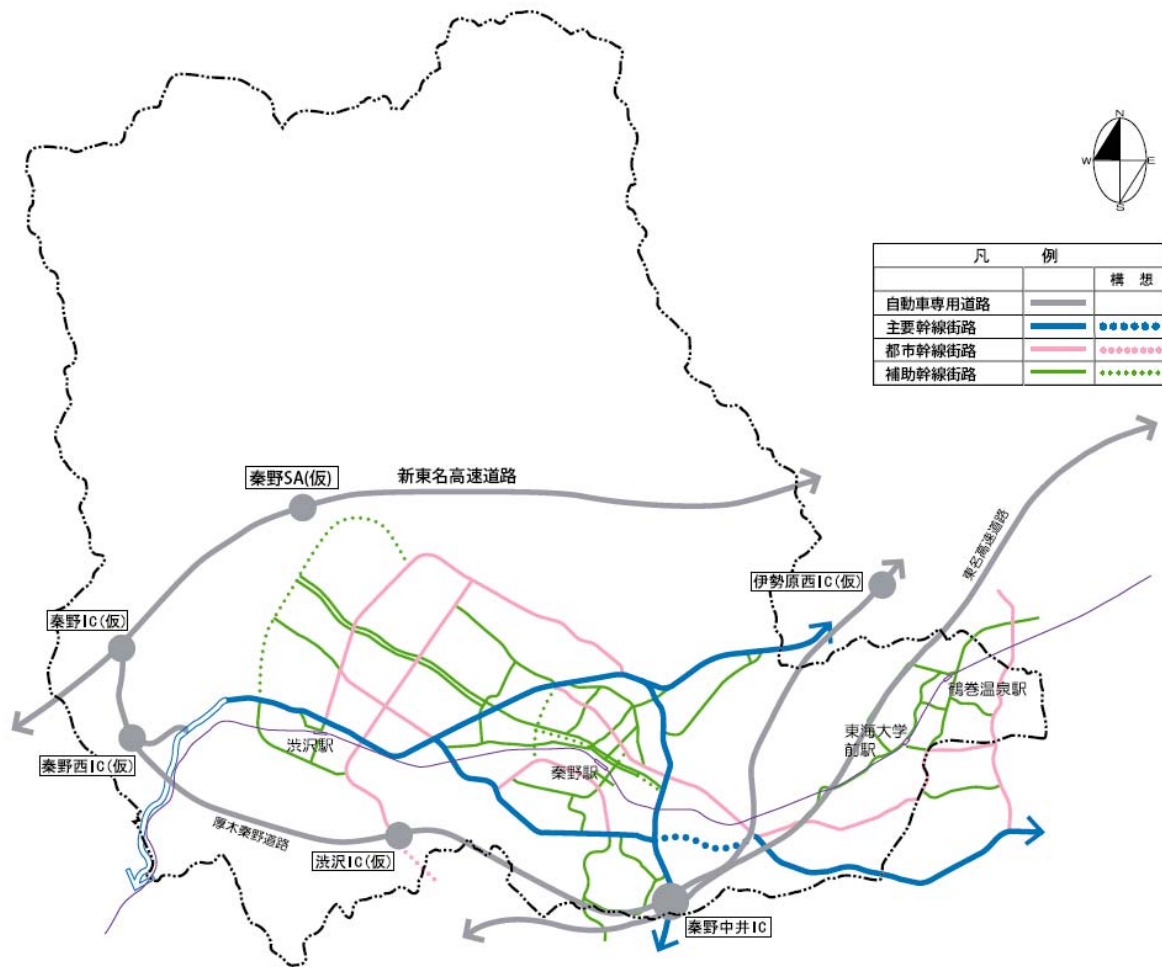 N
W E
S
凡 例
構 想
自動車専用道路
主要幹線街路
都市幹線街路
補助幹線街路
秦野SA(仮)
新東名高速道路
東名高速道路
伊勢原西IC(仮)
秦野IC(仮)
鶴巻温泉駅
東海大学
前駅
渋沢駅
秦野西IC(仮)
秦野駅
厚木秦野道路
渋沢IC(仮)
秦野中井IC